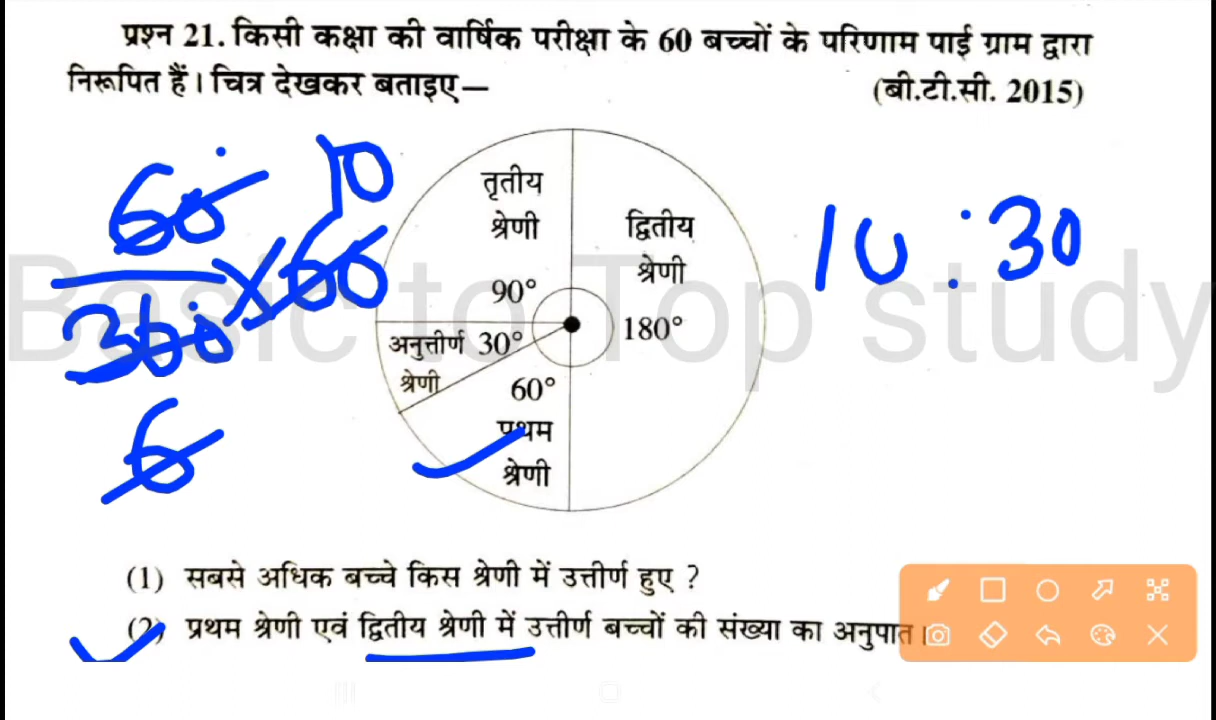 प्रश्न 21. किसी कक्षा की वार्षिक परीक्षा के 60 बच्चों के परिणाम पाई ग्राम द्वारा
निरूपित हैं। चित्र देखकर बताइए—
(बी.टी.सी. 2015)
तृतीय
श्रेणी
90°
द्वितीय
श्रेणी
180°
अनुत्तीर्ण 30°
श्रेणी
60°
प्रथम
श्रेणी
60
360
×60
10
6
10 : 30
Basic to Top study
(1) सबसे अधिक बच्चे किस श्रेणी में उत्तीर्ण हुए ?
(2) प्रथम श्रेणी एवं द्वितीय श्रेणी में उत्तीर्ण बच्चों की संख्या का अनुपात।